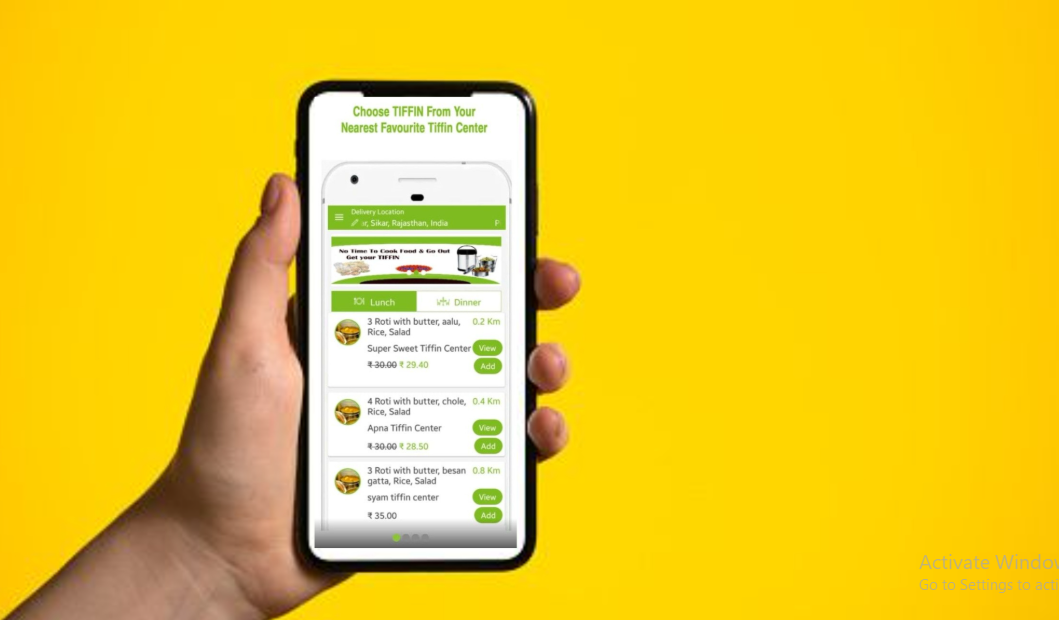 Choose TIFFIN From Your
Nearest Favourite Tiffin Center
Delivery Location
Sikar, Rajasthan, India
No Time To Cook Food & Go Out
Get your TIFFIN
Lunch
Dinner
3 Roti with butter, aalu,
Rice, Salad
0.2 Km
Super Sweet Tiffin Center
View
₹ 30.00 ₹ 29.40
Add
4 Roti with butter, chole,
Rice, Salad
0.4 Km
Apna Tiffin Center
View
₹ 30.00 ₹ 28.50
Add
3 Roti with butter, besan
gatta, Rice, Salad
0.8 Km
syam tiffin center
View
₹ 35.00
Add
Activate Window
Go to Settings to acti